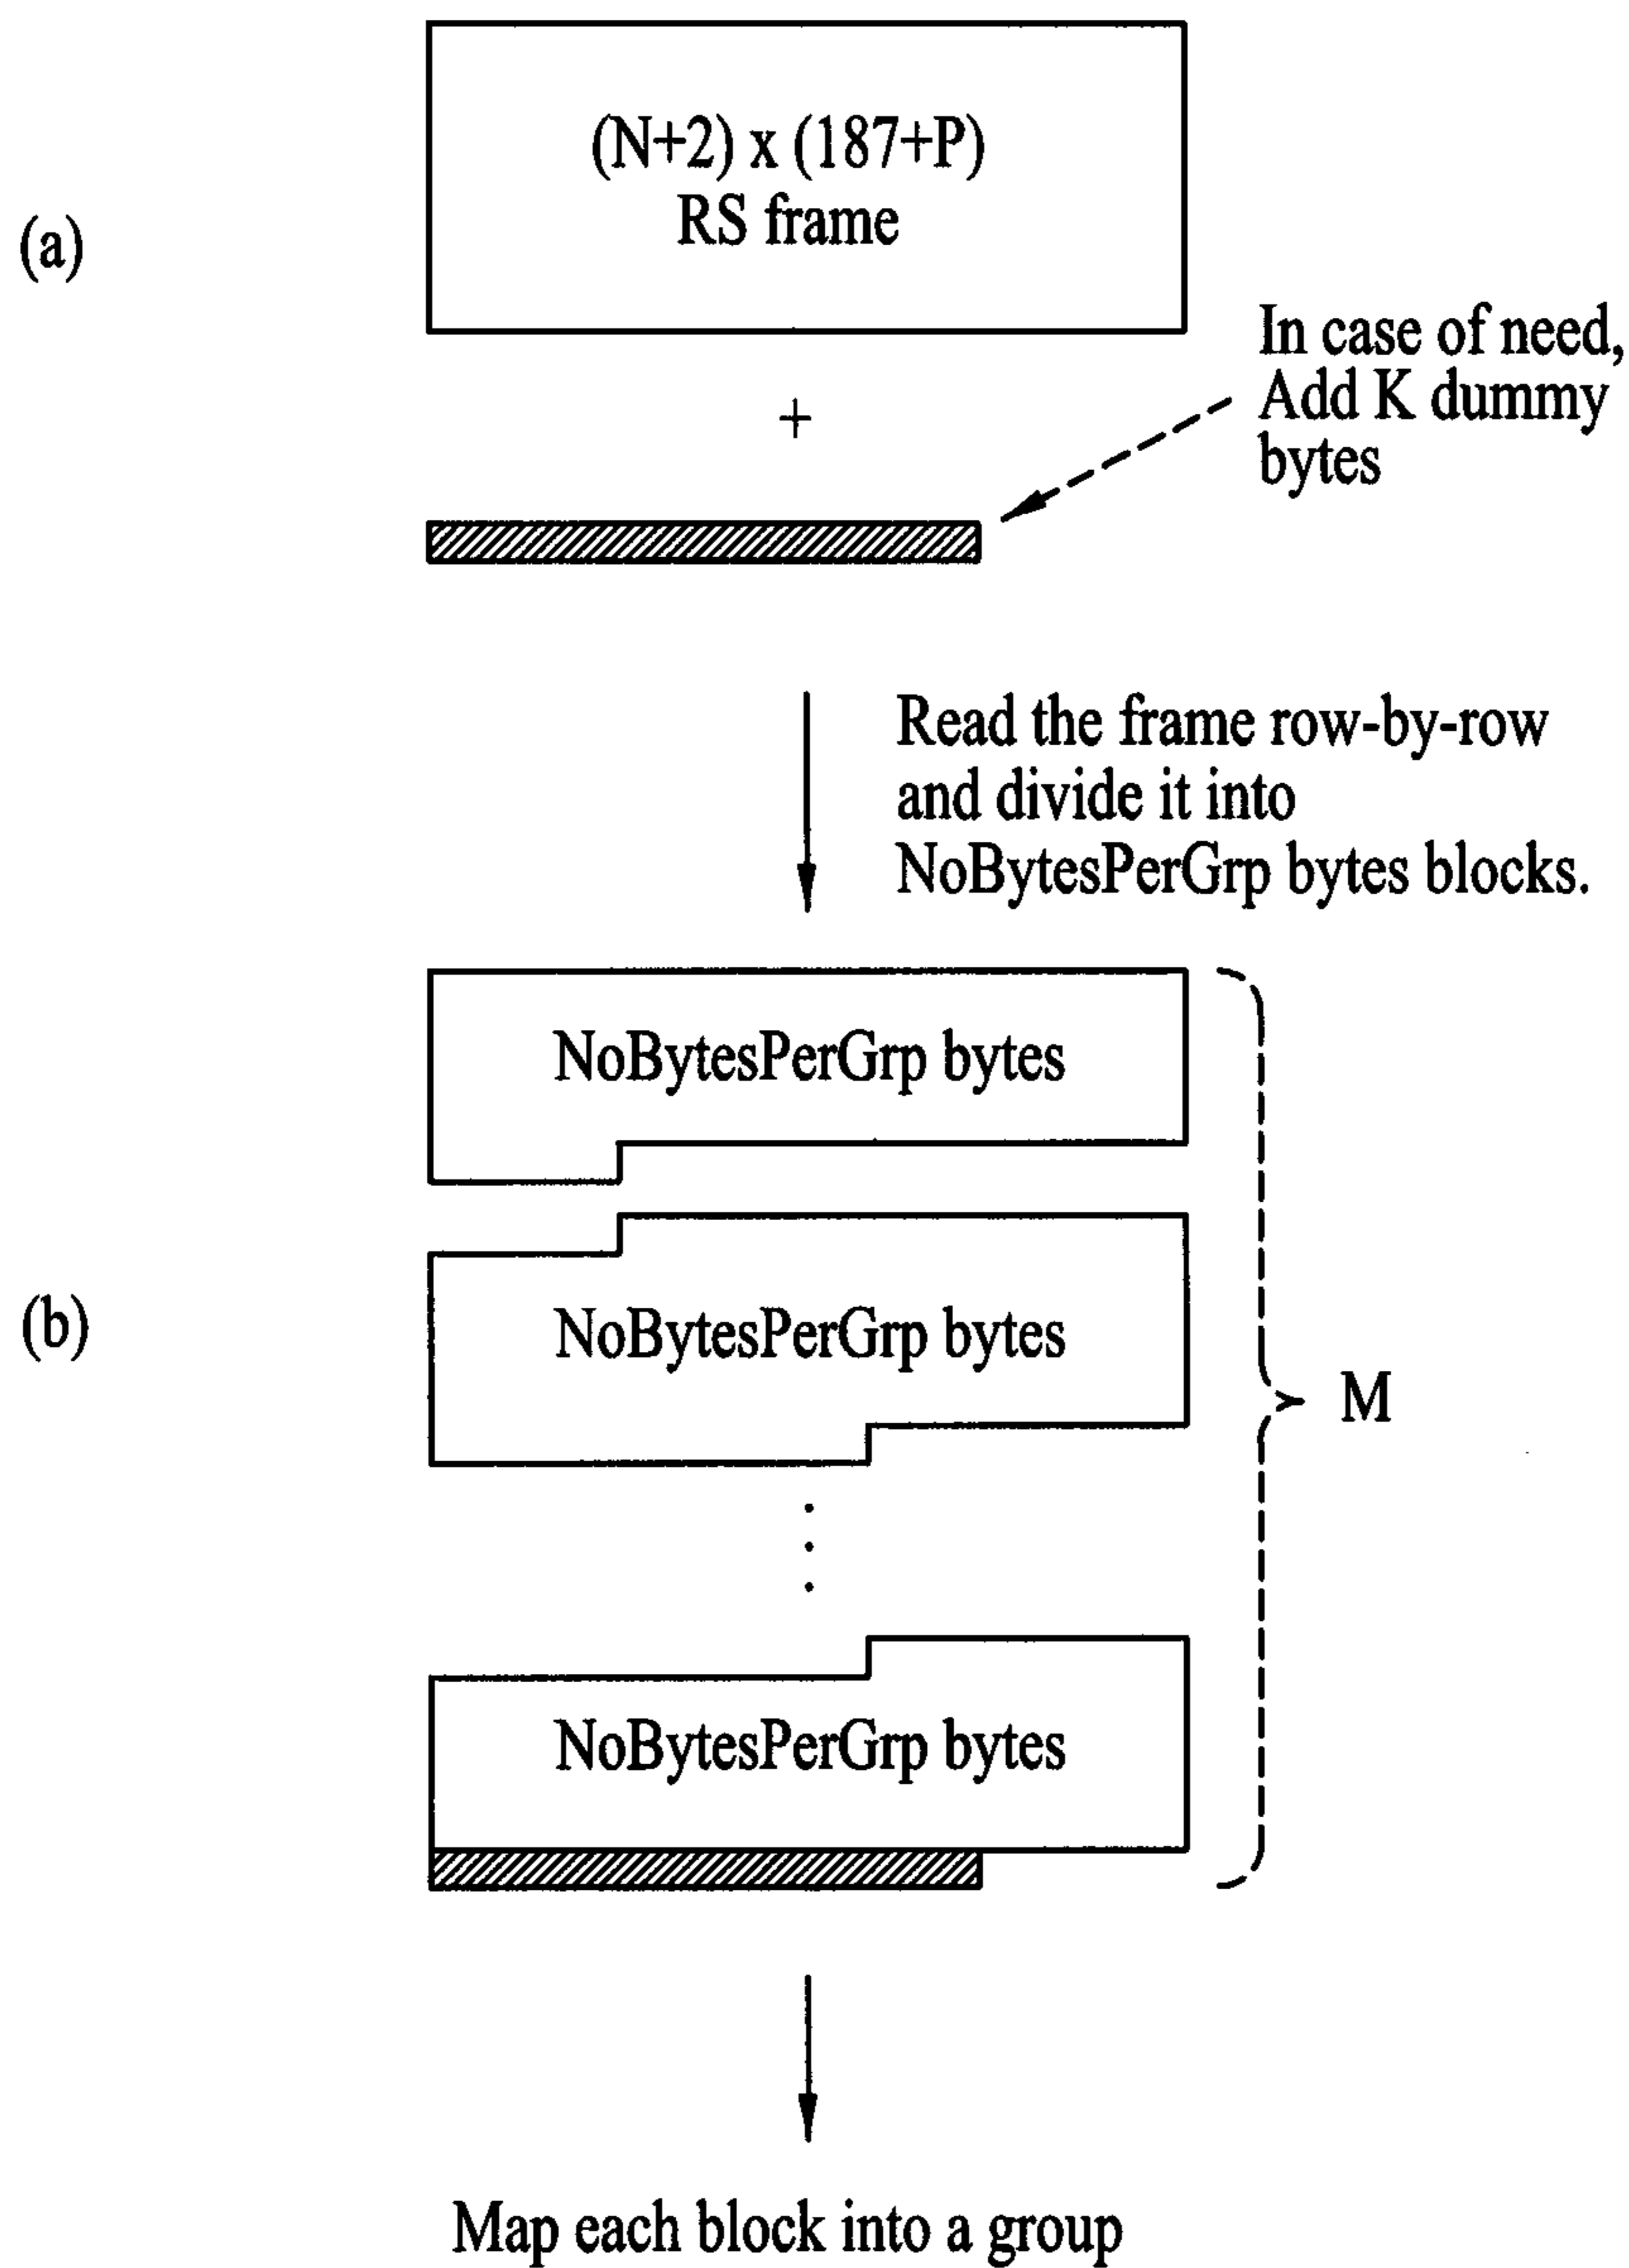 (a)
(N+2) x (187+P)
RS frame
+
In case of need,
Add K dummy
bytes
Read the frame row-by-row
and divide it into
NoBytesPerGrp bytes blocks.
(b)
NoBytesPerGrp bytes
NoBytesPerGrp bytes
M
NoBytesPerGrp bytes
Map each block into a group